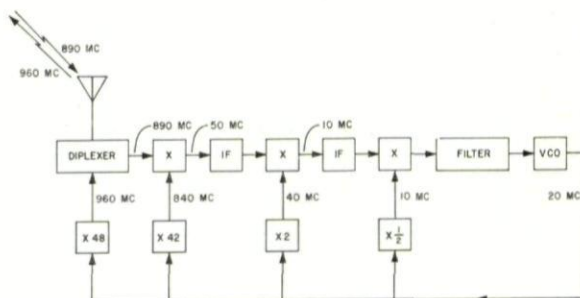 890 MC
960 MC
890 MC
50 MC
10 MC
DIPLEXER
X
IF
X
IF
X
FILTER
VCO
960 MC
840 MC
40 MC
10 MC
20 MC
X 48
X 42
X 2
X 1/2